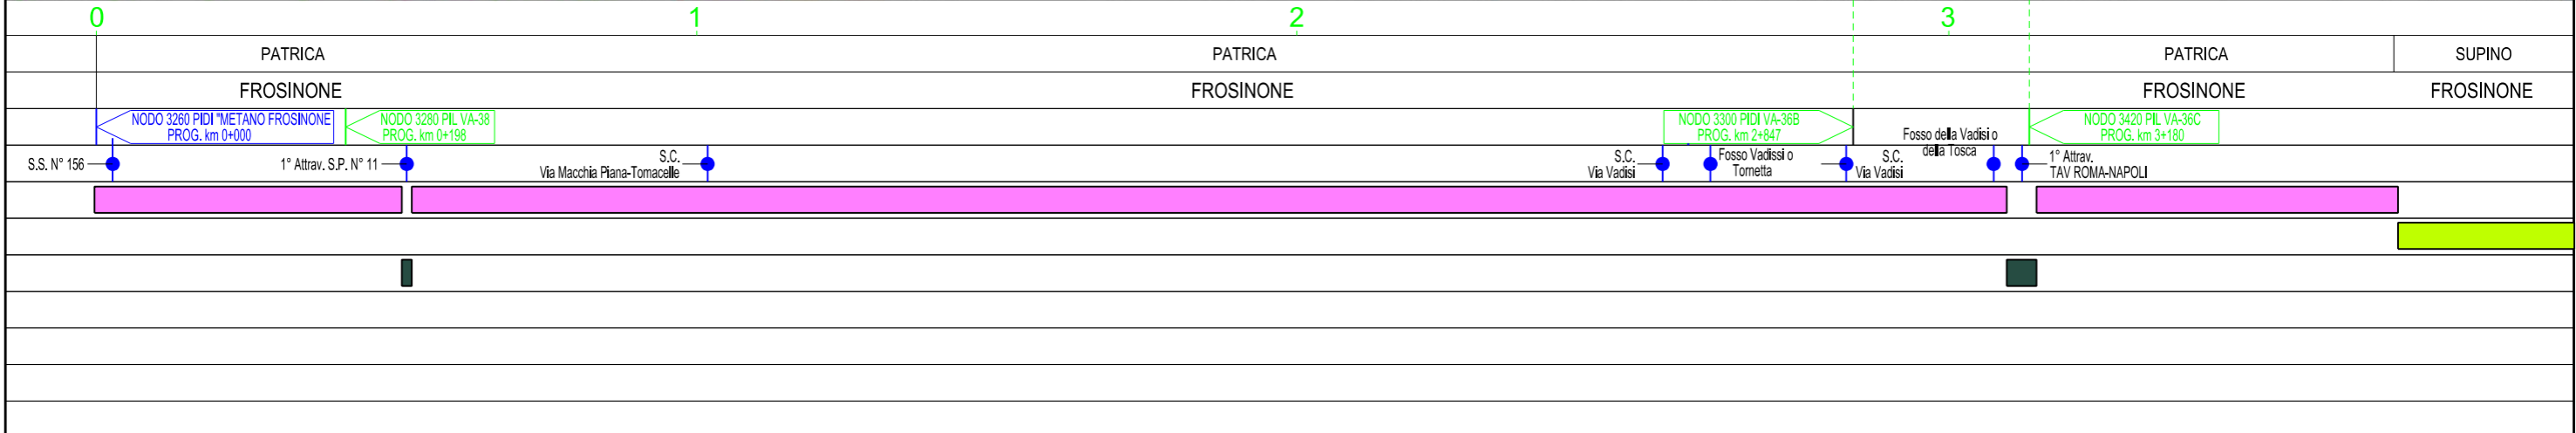 0 1 2 3
PATRICA PATRICA PATRICA SUPINO
FROSINONE FROSINONE FROSINONE FROSINONE
NODO 3260 PIDI "METANO FROSINONE
PROG. km 0+000
NODO 3280 PIL VA-38
PROG. km 0+198
NODO 3300 PIDI VA-36B
PROG. km 2+847
NODO 3420 PIL VA-36C
PROG. km 3+180
S.S. N° 156
1° Attrav. S.P. N° 11
S.C.
Via Macchia Piana-Tomacelle
S.C.
Via Vadisi
Fosso Vadissi o
Tornetta
S.C.
Via Vadisi
Fosso della Vadisi o
della Tosca
1° Attrav.
TAV ROMA-NAPOLI